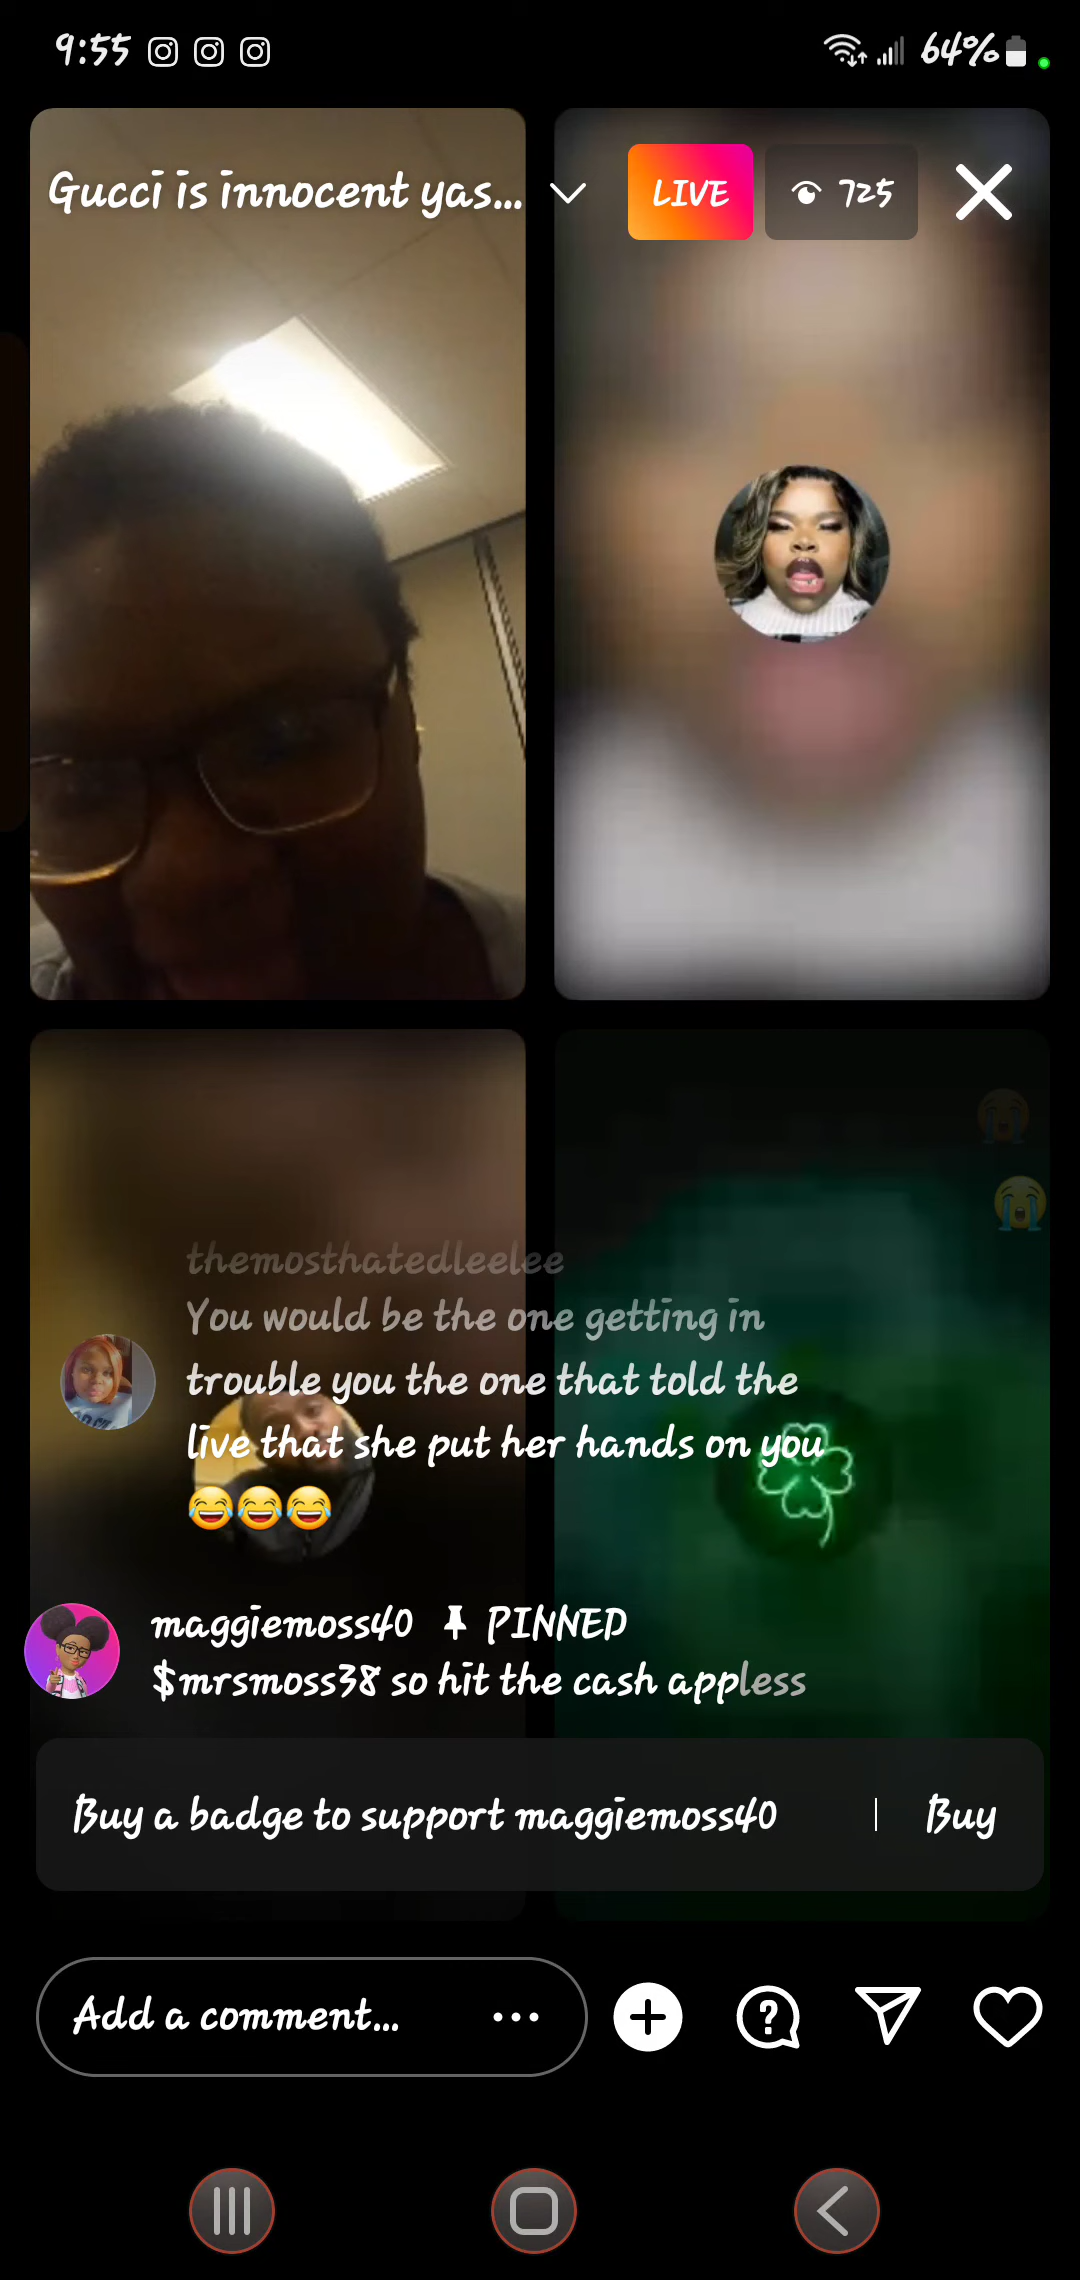 9:55
64%
Gucci is innocent yas...
LIVE
725
themosthatedleelee
You would be the one getting in
trouble you the one that told the
live that she put her hands on you
😂😂😂
maggiemoss40 PINNED
$mrsmoss38 so hit the cash appless
Buy a badge to support maggiemoss40 | Buy
Add a comment...